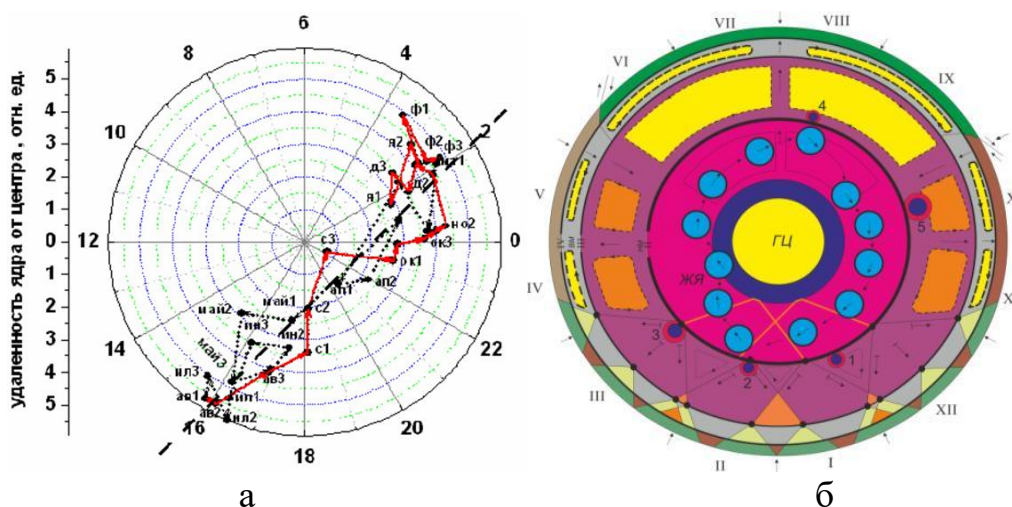 удаленность ядра от центра, отн. ед.
5
4
3
2
1
0
1
2
3
4
5
6
8
4
10
2
12
0
14
22
16
20
18
ф1
я2
ф2
ф3
д3
д2
я1
но2
ок3
ок1
с3
ап1
ап2
май1
с2
май2
ин3
ин2
с1
май3
ав3
ил3
ав1
ип1
ав2
ил2
а
VII
VIII
VI
IX
V
X
IV
III
XII
II
I
4
5
3
2
1
ГЦ
ЖЯ
б